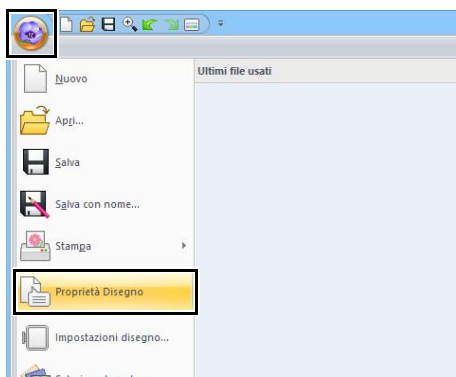 Ultimi file usati
Nuovo
Apri...
Salva
Salva con nome...
Stampa
Proprietà Disegno
Impostazioni disegno...